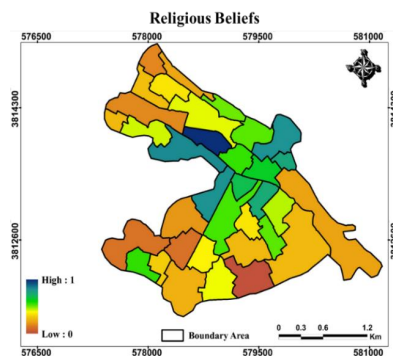 Religious Beliefs
576500 578000 579500 581000
3814300
3812600
High : 1
Low : 0
Boundary Area
0 0.3 0.6 1.2
Km
576500 578000 579500 581000